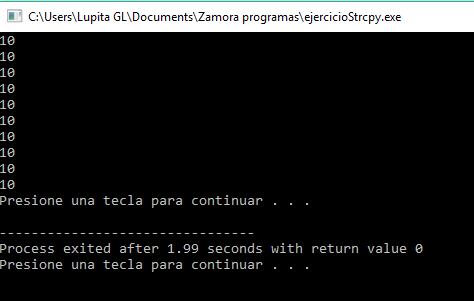 C:\Users\Lupita GL\Documents\Zamora programas\ejercicioStrcpy.exe
10
10
10
10
10
10
10
10
10
10
Presione una tecla para continuar . . .
--------------------------------
Process exited after 1.99 seconds with return value 0
Presione una tecla para continuar . . .